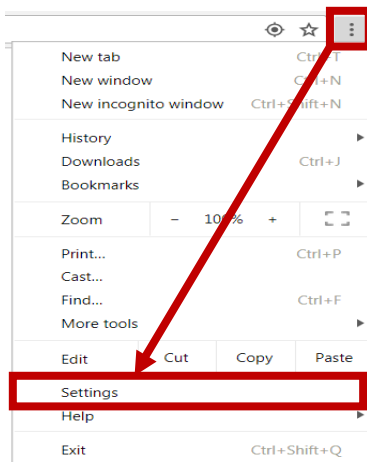 New tab Ctrl+T
New window Ctrl+N
New incognito window Ctrl+Shift+N
History
Downloads Ctrl+J
Bookmarks
Zoom - 100% +
Print... Ctrl+P
Cast...
Find... Ctrl+F
More tools
Edit Cut Copy Paste
Settings
Help
Exit Ctrl+Shift+Q